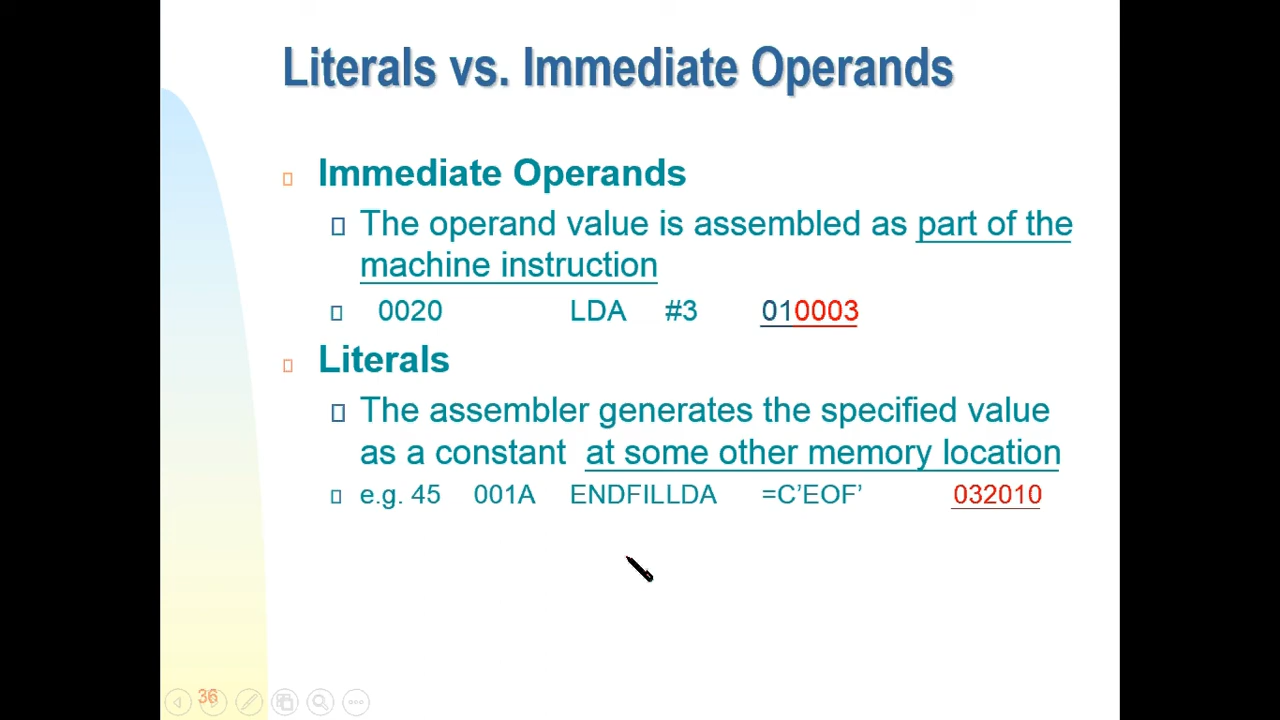 Literals vs. Immediate Operands
Immediate Operands
The operand value is assembled as part of the
machine instruction
0020 LDA #3 010003
Literals
The assembler generates the specified value
as a constant at some other memory location
e.g. 45 001A ENDFILLDA =C’EOF’ 032010
36